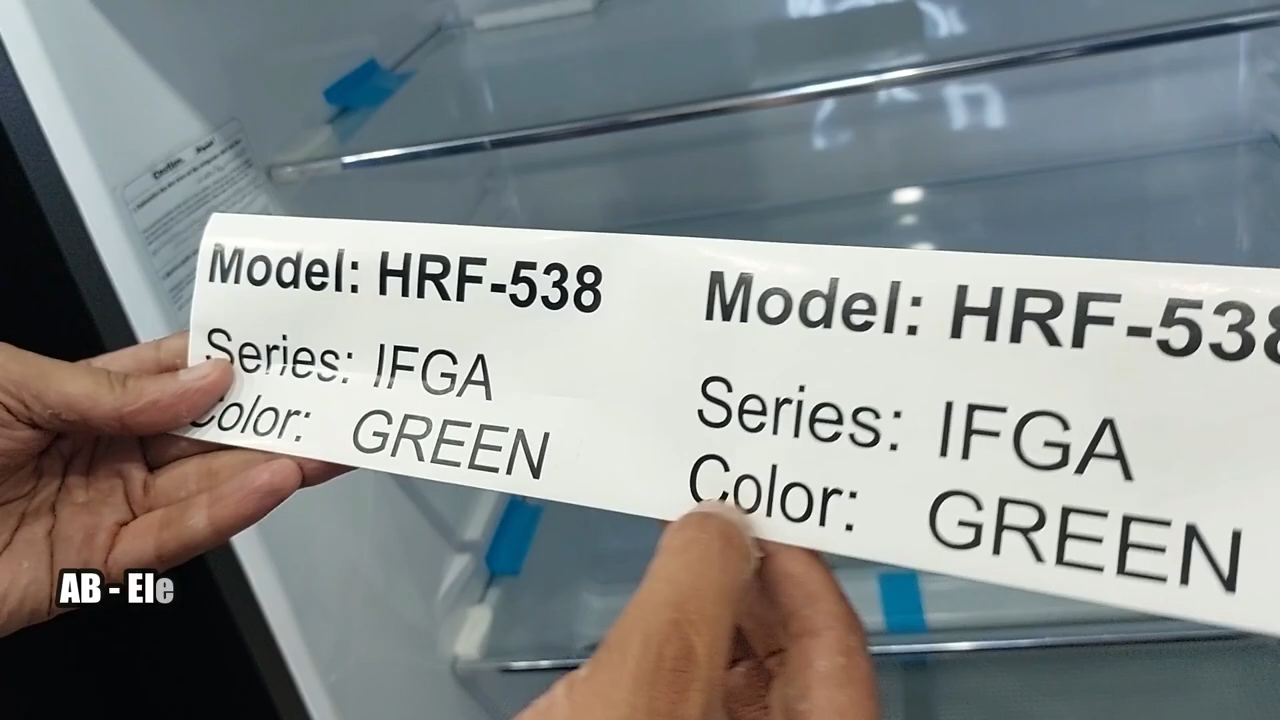 Model: HRF-538
Series: IFGA
Color: GREEN
Model: HRF-538
Series: IFGA
Color: GREEN
AB - Ele